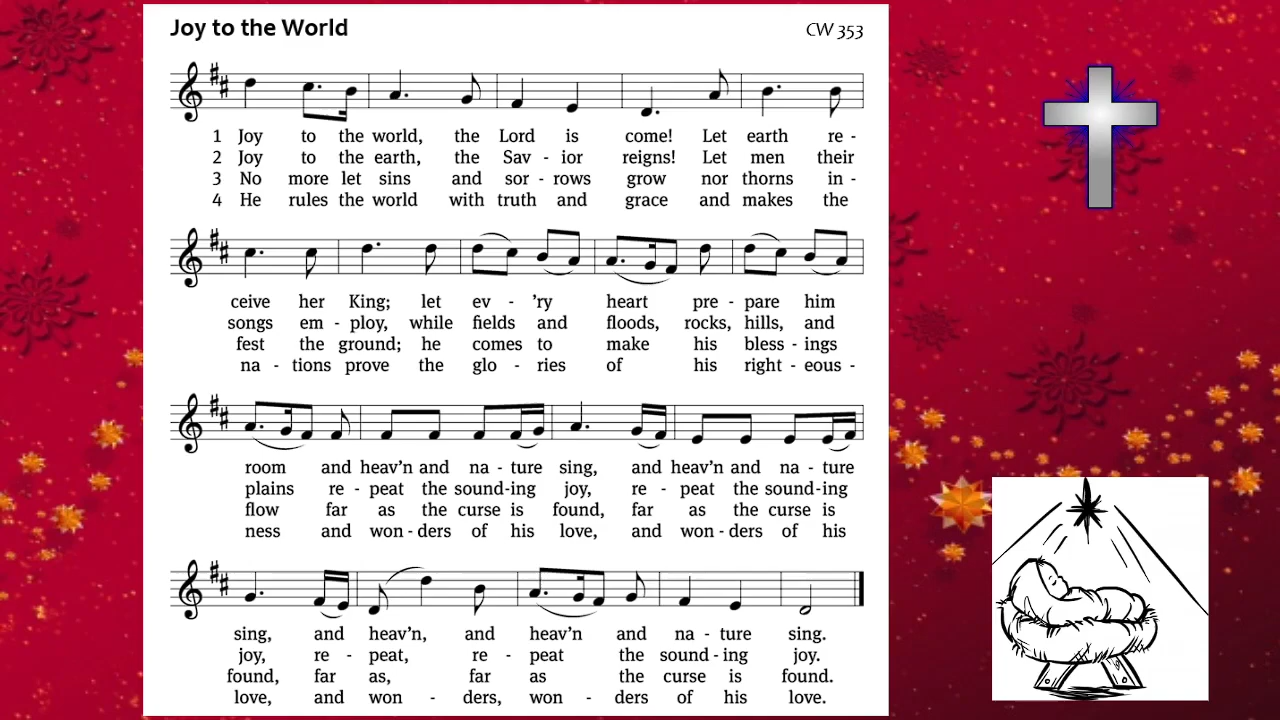 Joy to the World
CW 353
1 Joy to the world, the Lord is come! Let earth re -
2 Joy to the earth, the Sav - ior reigns! Let men their
3 No more let sins and sor - rows grow nor thorns in -
4 He rules the world with truth and grace and makes the
ceive her King; let ev - 'ry heart pre - pare him
songs em - ploy, while fields and floods, rocks, hills, and
fest the ground; he comes to make his bless - ings
na - tions prove the glo - ries of his right - eous -
room and heav'n and na - ture sing, and heav'n and na - ture
plains re - peat the sound-ing joy, re - peat the sound-ing
flow far as the curse is found, far as the curse is
ness and won - ders of his love, and won - ders of his
sing, and heav'n, and heav'n and na - ture sing.
joy, re - peat, re - peat the sound - ing joy.
found, far as, far as the curse is found.
love, and won - ders, won - ders of his love.